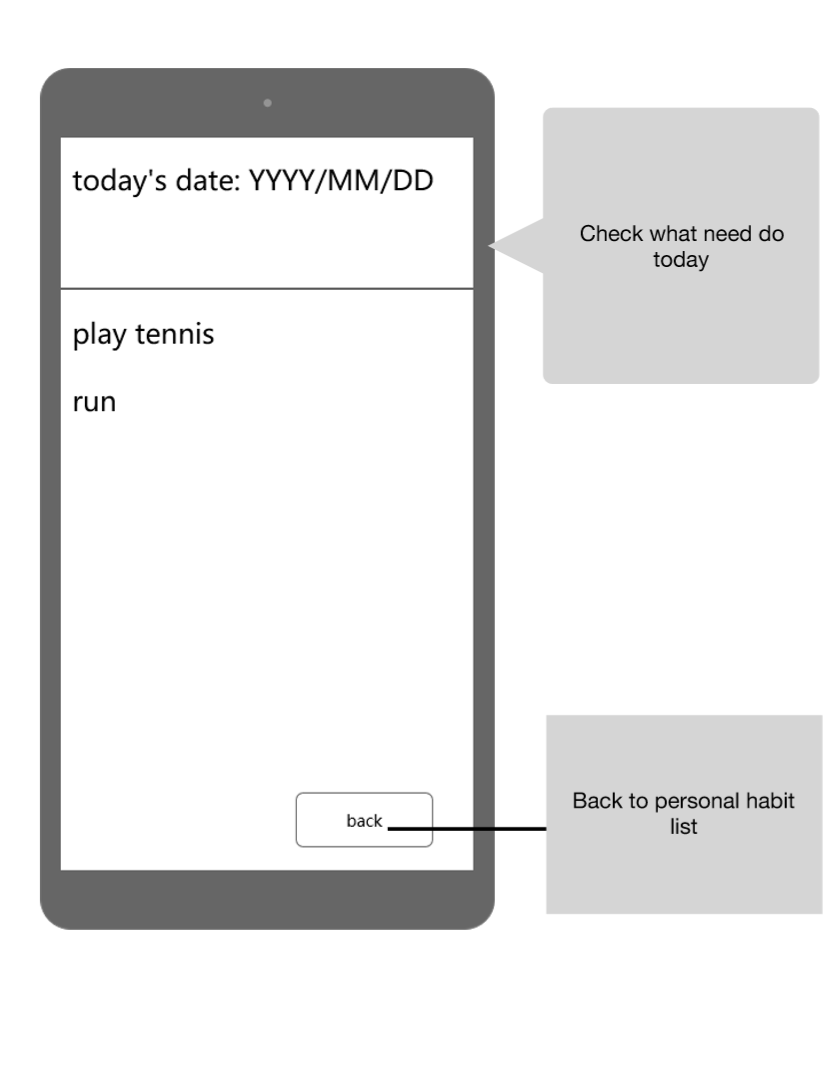 today's date: YYYY/MM/DD
Check what need do
today
play tennis
run
back
Back to personal habit
list